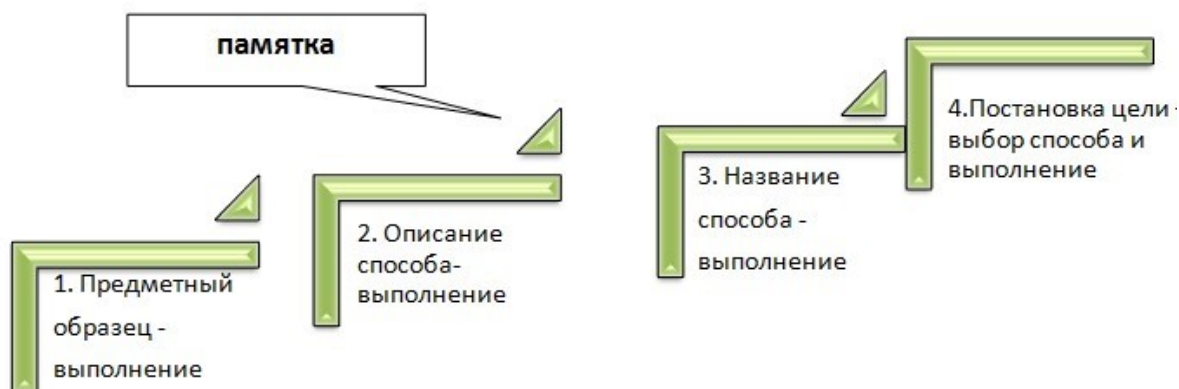 памятка
1. Предметный
образец -
выполнение
2. Описание
способа-
выполнение
3. Название
способа -
выполнение
4.Постановка цели -
выбор способа и
выполнение